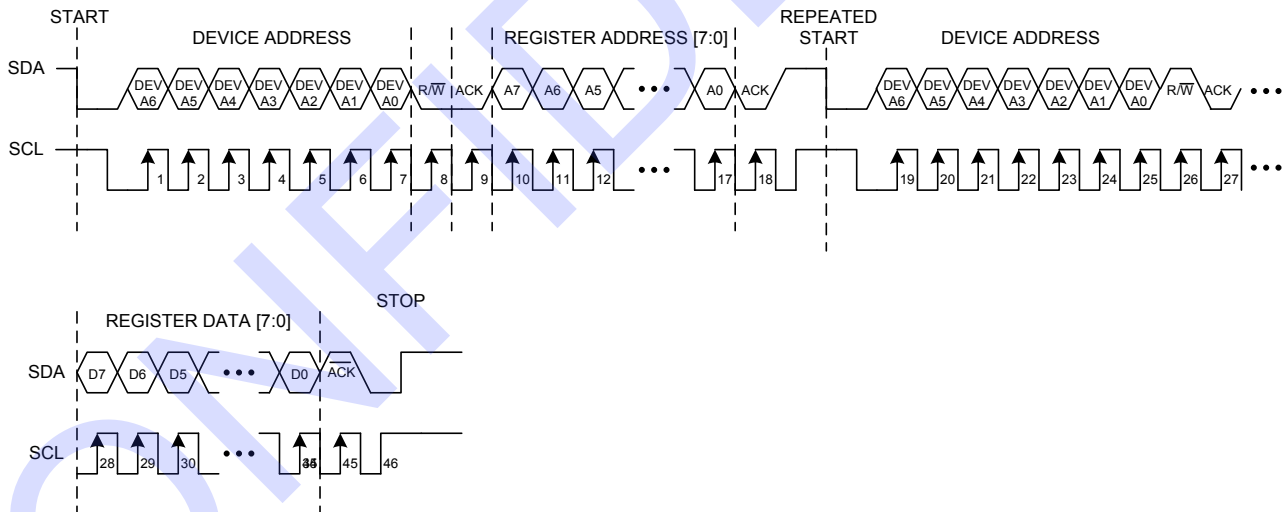 START
REPEATED
START
DEVICE ADDRESS
REGISTER ADDRESS [7:0]
DEVICE ADDRESS
SDA
DEV A6 DEV A5 DEV A4 DEV A3 DEV A2 DEV A1 DEV A0 R/W̅ ACK A7 A6 A5 ••• A0 ACK DEV A6 DEV A5 DEV A4 DEV A3 DEV A2 DEV A1 DEV A0 R/W̅ ACK •••
SCL
1 2 3 4 5 6 7 8 9 10 11 12 ••• 17 18 19 20 21 22 23 24 25 26 27 •••
STOP
REGISTER DATA [7:0]
SDA
D7 D6 D5 ••• D0 A̅C̅K̅
SCL
28 29 30 ••• 45 46